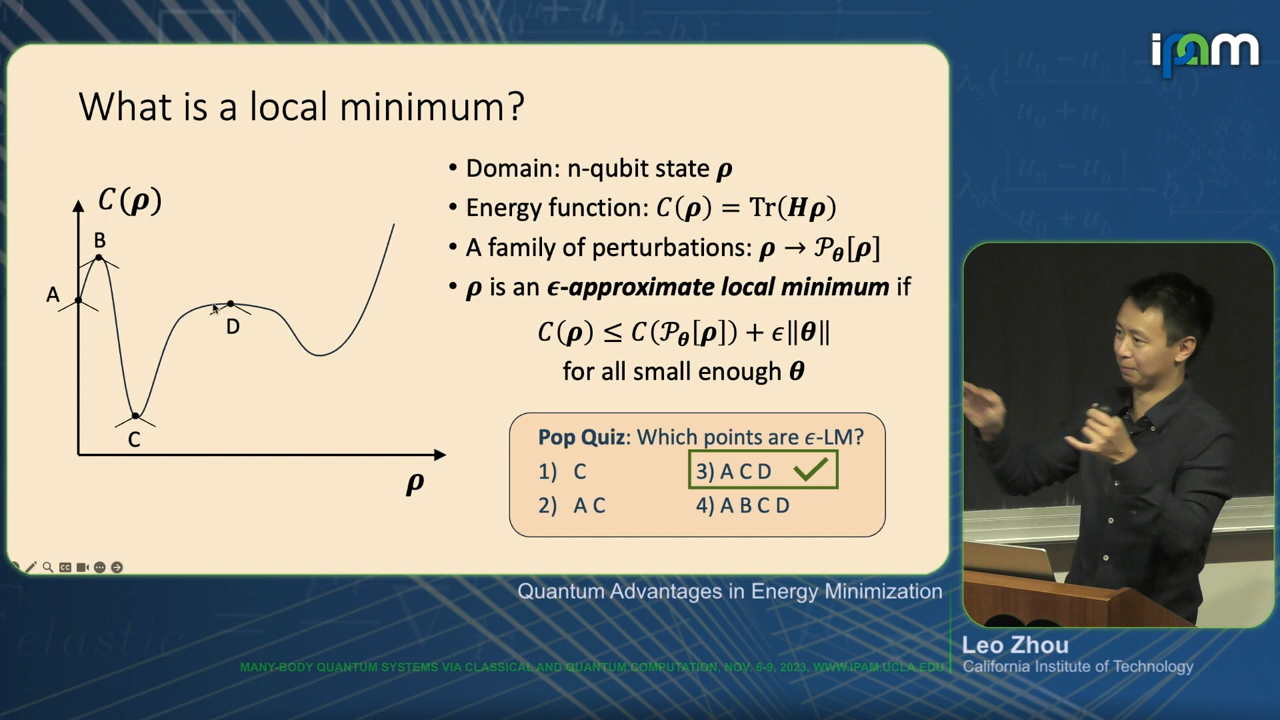 ipam
What is a local minimum?
C(ρ)
B
A
D
C
ρ
• Domain: n-qubit state ρ
• Energy function: C(ρ) = Tr(Hρ)
• A family of perturbations: ρ → 𝒫_θ[ρ]
• ρ is an ϵ-approximate local minimum if
C(ρ) ≤ C(𝒫_θ[ρ]) + ϵ‖θ‖
for all small enough θ
Pop Quiz: Which points are ϵ-LM?
1) C
3) A C D ✓
2) A C
4) A B C D
Quantum Advantages in Energy Minimization
Leo Zhou
California Institute of Technology
MANY-BODY QUANTUM SYSTEMS VIA CLASSICAL AND QUANTUM COMPUTATION, NOV. 6-9, 2023, WWW.IPAM.UCLA.EDU